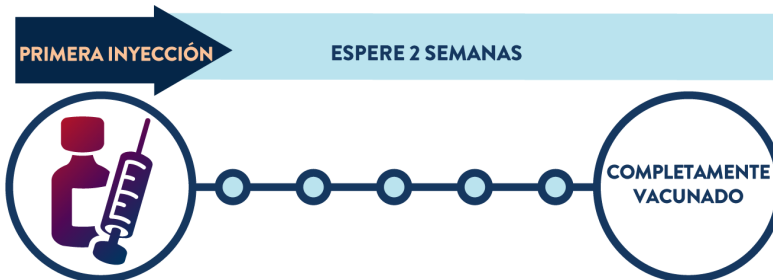 PRIMERA INYECCIÓN
ESPERE 2 SEMANAS
COMPLETAMENTE
VACUNADO